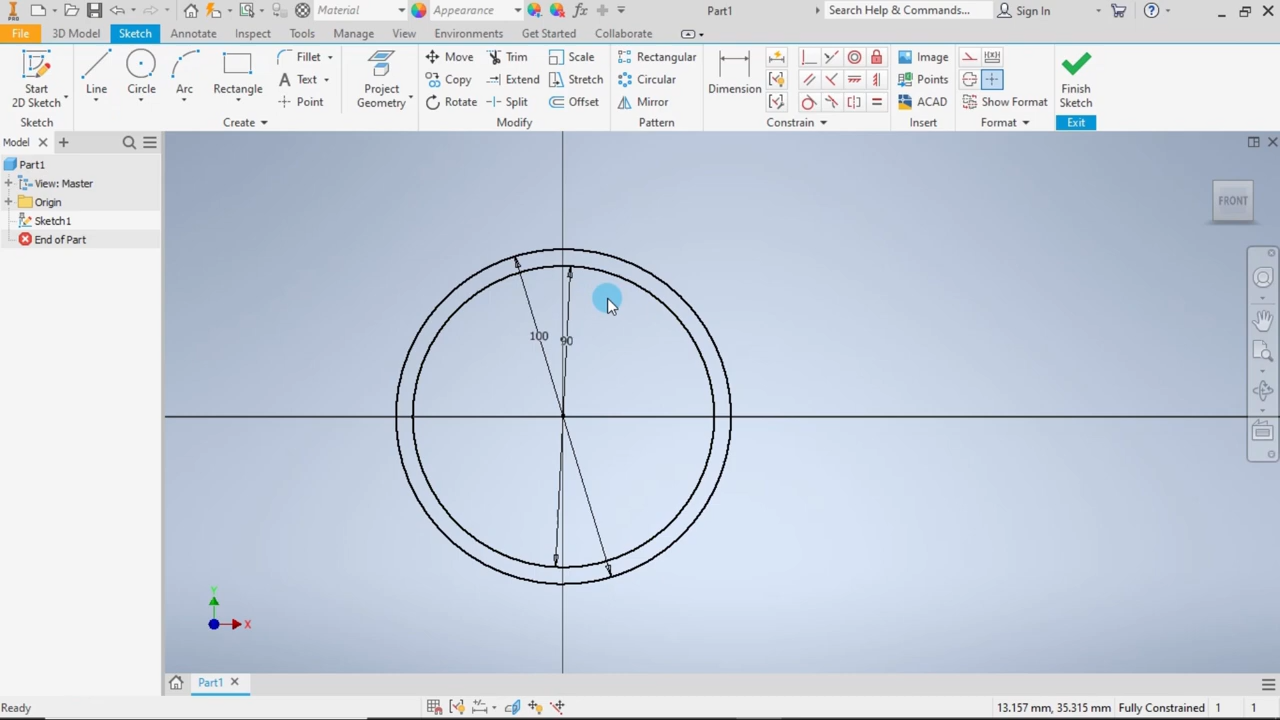 PRO
Material
Appearance
fx
Part1
Search Help & Commands...
Sign In
File
3D Model
Sketch
Annotate
Inspect
Tools
Manage
View
Environments
Get Started
Collaborate
Start
2D Sketch
Line
Circle
Arc
Rectangle
Fillet
Text
Point
Project
Geometry
Move
Copy
Rotate
Trim
Extend
Split
Scale
Stretch
Offset
Rectangular
Circular
Mirror
Dimension
Image
Points
ACAD
Show Format
Finish
Sketch
Sketch
Create
Modify
Pattern
Constrain
Insert
Format
Exit
Model
Part1
View: Master
Origin
Sketch1
End of Part
FRONT
100
90
Y
X
Part1
Ready
13.157 mm, 35.315 mm
Fully Constrained
1
1